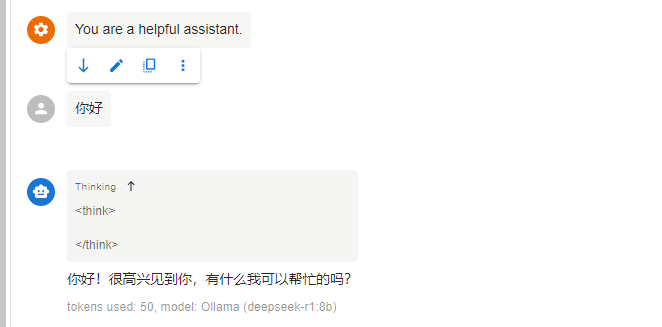 You are a helpful assistant.
你好
Thinking
<think>
</think>
你好！很高兴见到你，有什么我可以帮忙的吗？
tokens used: 50, model: Ollama (deepseek-r1:8b)